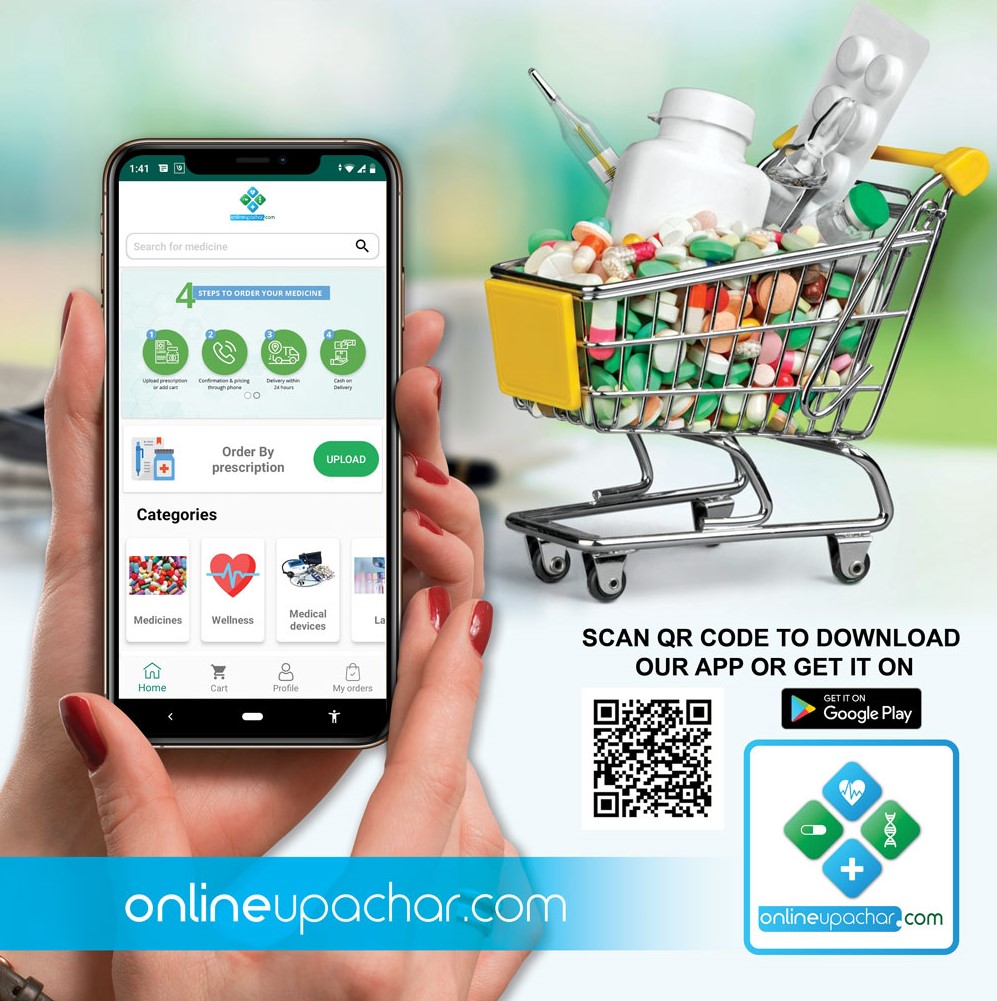 1:41
onlineupachar.com
Search for medicine
4 STEPS TO ORDER YOUR MEDICINE
1 2 3 4
Upload prescription
or add cart
Confirmation & pricing
through phone
Delivery within
24 hours
Cash on
Delivery
Order By
prescription
UPLOAD
Categories
Medicines
Wellness
Medical
devices
La
Home
Cart
Profile
My orders
SCAN QR CODE TO DOWNLOAD
OUR APP OR GET IT ON
GET IT ON
Google Play
onlineupachar.com
onlineupachar.com